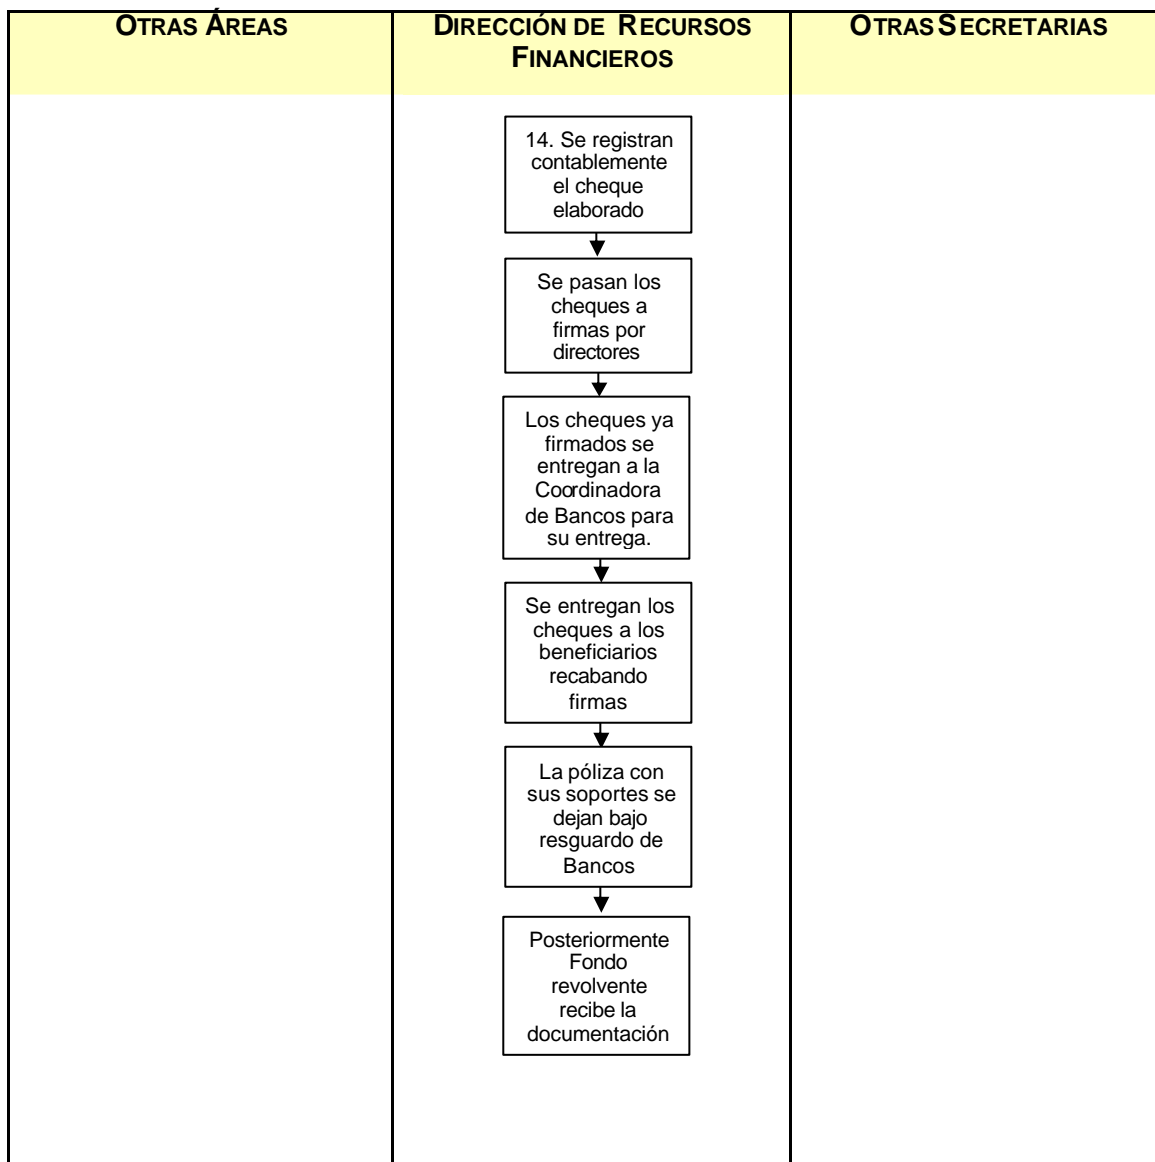 OTRAS ÁREAS
DIRECCIÓN DE RECURSOS
FINANCIEROS
OTRAS SECRETARIAS
14. Se registran
contablemente
el cheque
elaborado
Se pasan los
cheques a
firmas por
directores
Los cheques ya
firmados se
entregan a la
Coordinadora
de Bancos para
su entrega.
Se entregan los
cheques a los
beneficiarios
recabando
firmas
La póliza con
sus soportes se
dejan bajo
resguardo de
Bancos
Posteriormente
Fondo
revolvente
recibe la
documentación